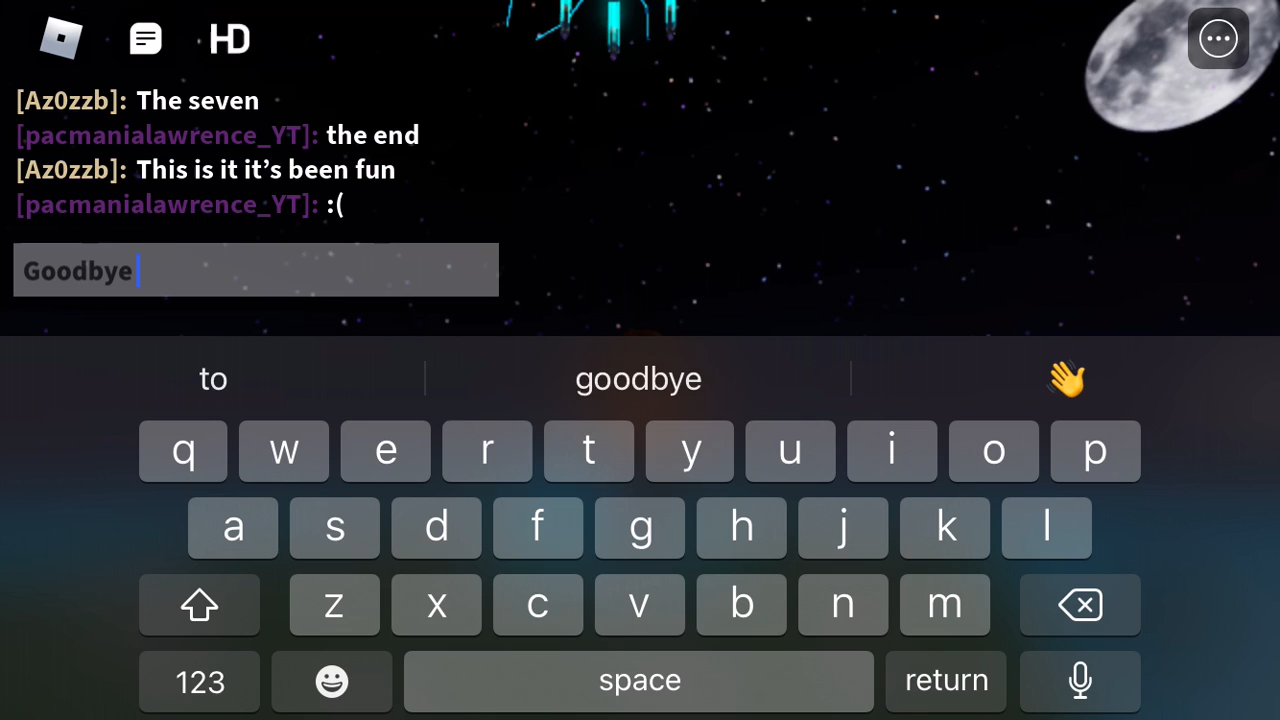 HD
[Az0zzb]: The seven
[pacmanialawrence_YT]: the end
[Az0zzb]: This is it it’s been fun
[pacmanialawrence_YT]: :(
Goodbye
to goodbye 👋
q w e r t y u i o p
a s d f g h j k l
z x c v b n m
123 space return